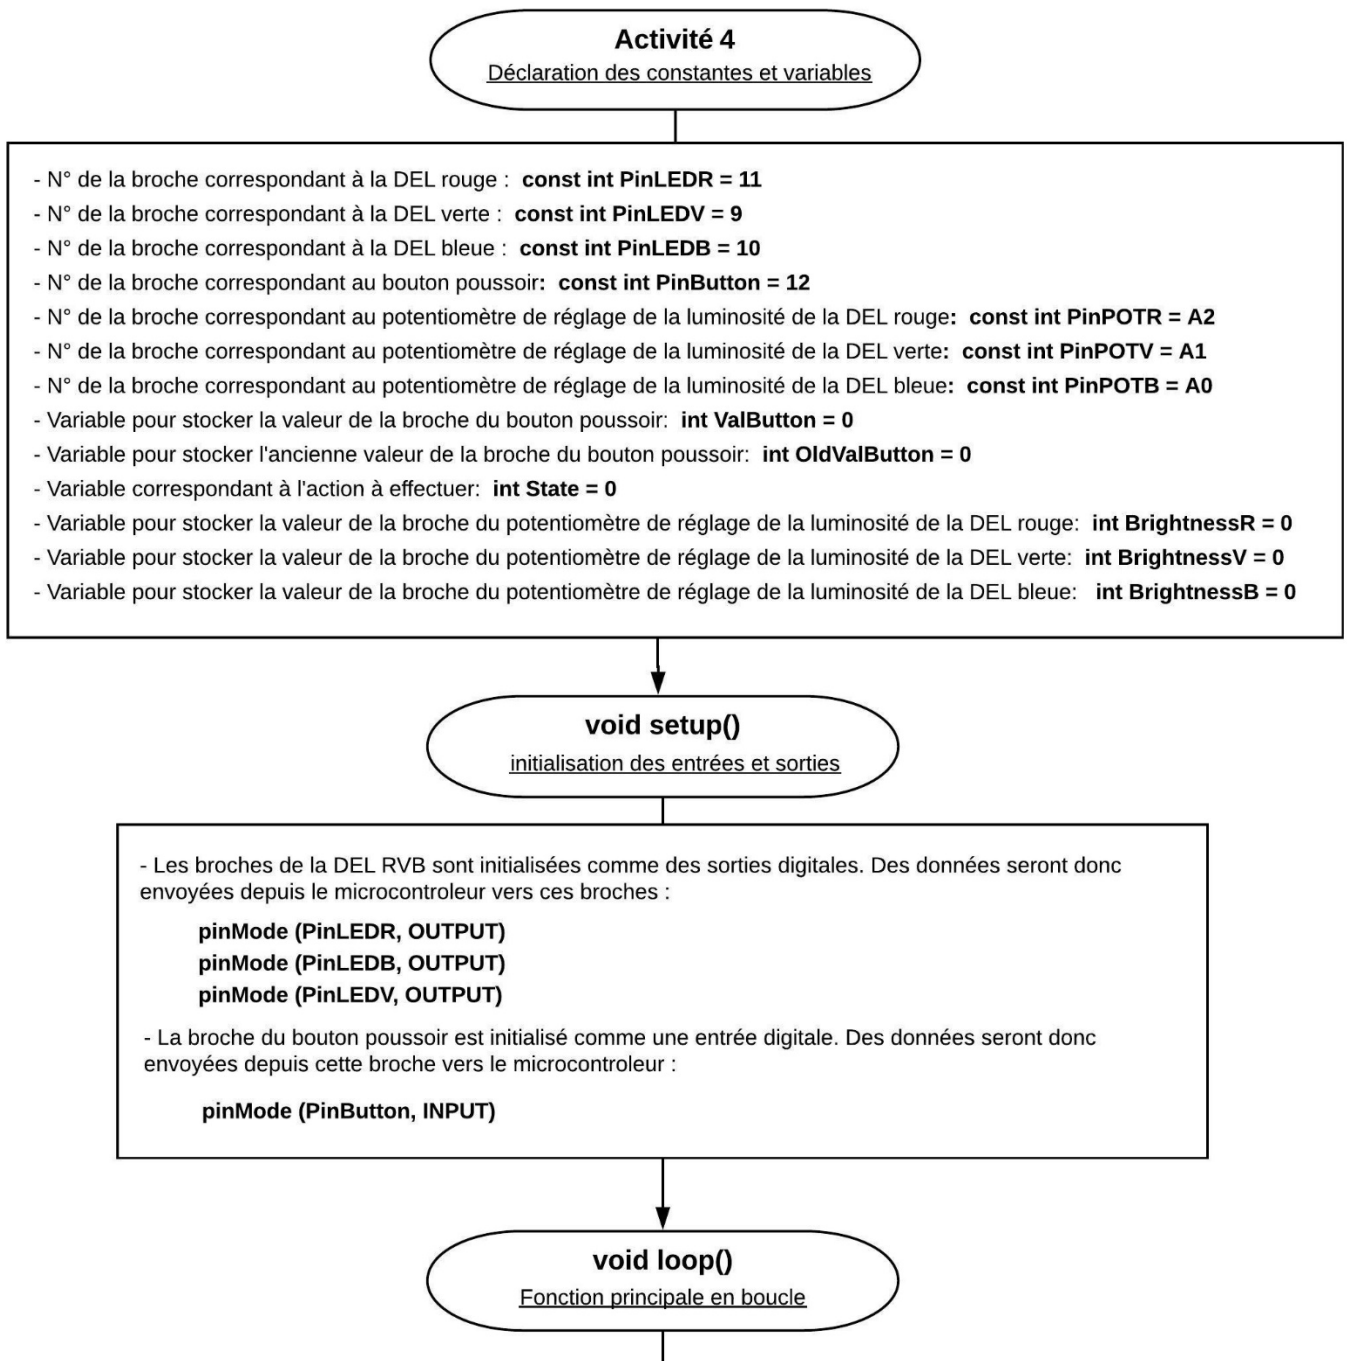 Activité 4
Déclaration des constantes et variables
- N° de la broche correspondant à la DEL rouge : const int PinLEDR = 11
- N° de la broche correspondant à la DEL verte : const int PinLEDV = 9
- N° de la broche correspondant à la DEL bleue : const int PinLEDB = 10
- N° de la broche correspondant au bouton poussoir: const int PinButton = 12
- N° de la broche correspondant au potentiomètre de réglage de la luminosité de la DEL rouge: const int PinPOTR = A2
- N° de la broche correspondant au potentiomètre de réglage de la luminosité de la DEL verte: const int PinPOTV = A1
- N° de la broche correspondant au potentiomètre de réglage de la luminosité de la DEL bleue: const int PinPOTB = A0
- Variable pour stocker la valeur de la broche du bouton poussoir: int ValButton = 0
- Variable pour stocker l'ancienne valeur de la broche du bouton poussoir: int OldValButton = 0
- Variable correspondant à l'action à effectuer: int State = 0
- Variable pour stocker la valeur de la broche du potentiomètre de réglage de la luminosité de la DEL rouge: int BrightnessR = 0
- Variable pour stocker la valeur de la broche du potentiomètre de réglage de la luminosité de la DEL verte: int BrightnessV = 0
- Variable pour stocker la valeur de la broche du potentiomètre de réglage de la luminosité de la DEL bleue: int BrightnessB = 0
void setup()
initialisation des entrées et sorties
- Les broches de la DEL RVB sont initialisées comme des sorties digitales. Des données seront donc
envoyées depuis le microcontroleur vers ces broches :
pinMode (PinLEDR, OUTPUT)
pinMode (PinLEDB, OUTPUT)
pinMode (PinLEDV, OUTPUT)
- La broche du bouton poussoir est initialisé comme une entrée digitale. Des données seront donc
envoyées depuis cette broche vers le microcontroleur :
pinMode (PinButton, INPUT)
void loop()
Fonction principale en boucle